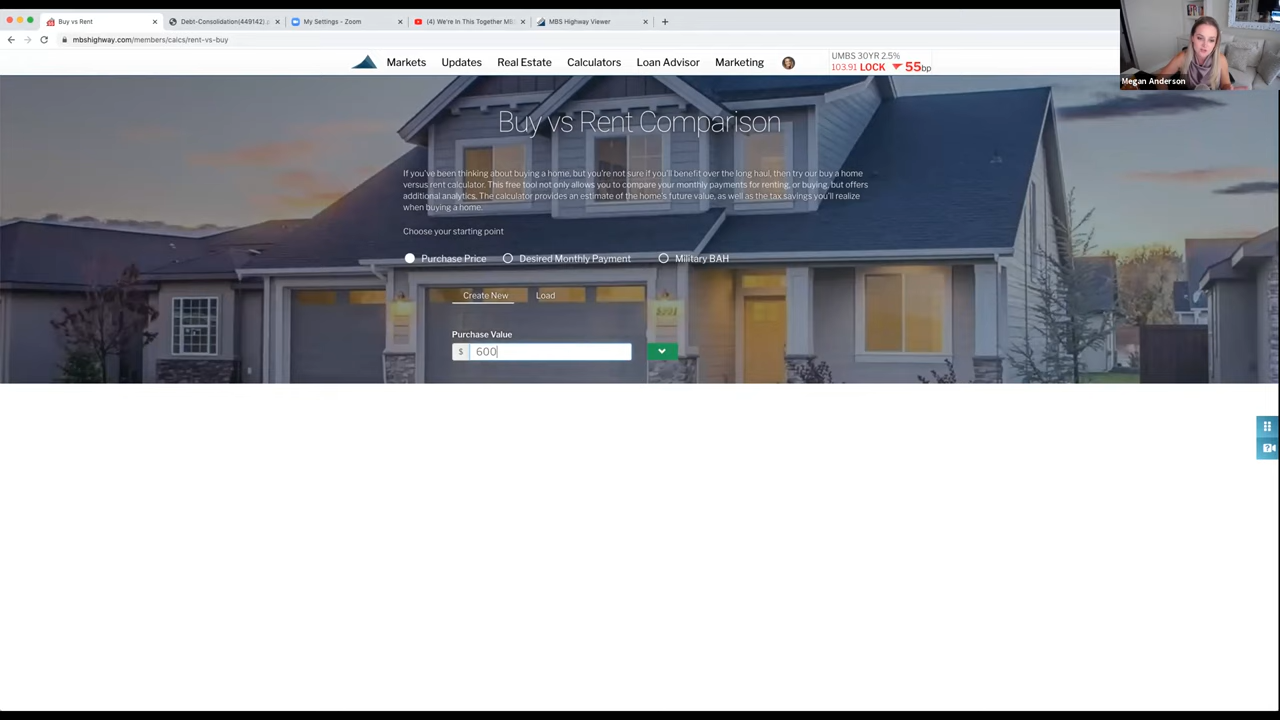 Buy vs Rent
Debt-Consolidation(449142).p
My Settings - Zoom
(4) We're In This Together MBS
MBS Highway Viewer
mbshighway.com/members/calcs/rent-vs-buy
Markets Updates Real Estate Calculators Loan Advisor Marketing
UMBS 30YR 2.5%
103.91 LOCK 55bp
Megan Anderson
Buy vs Rent Comparison
If you've been thinking about buying a home, but you're not sure if you'll benefit over the long haul, then try our buy a home
versus rent calculator. This free tool not only allows you to compare your monthly payments for renting, or buying, but offers
additional analytics. The calculator provides an estimate of the home's future value, as well as the tax savings you'll realize
when buying a home.
Choose your starting point
Purchase Price Desired Monthly Payment Military BAH
Create New Load
Purchase Value
$ 600